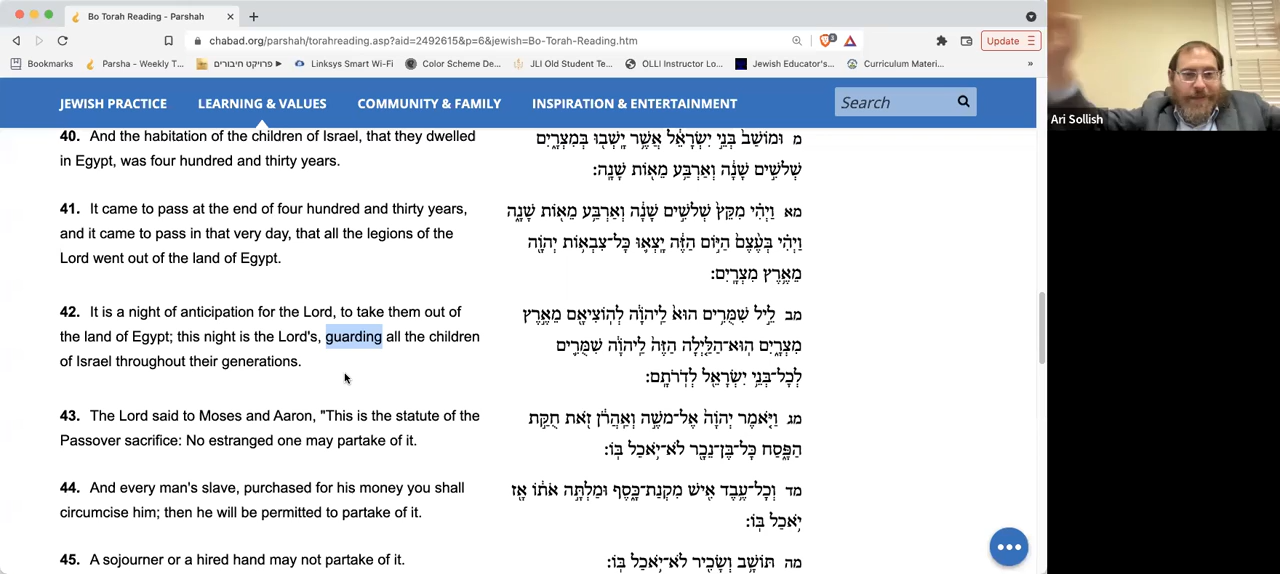 Bo Torah Reading - Parshah
chabad.org/parshah/torahreading.asp?aid=2492615&p=6&jewish=Bo-Torah-Reading.htm
Update
Bookmarks Parsha - Weekly T... פרויקט חיבורים Linksys Smart Wi-Fi Color Scheme De... JLI Old Student Te... OLLI Instructor Lo... Jewish Educator's... Curriculum Materi... »
JEWISH PRACTICE LEARNING & VALUES COMMUNITY & FAMILY INSPIRATION & ENTERTAINMENT Search
Ari Sollish
40. And the habitation of the children of Israel, that they dwelled
in Egypt, was four hundred and thirty years.
מ וּמוֹשַׁב֙ בְּנֵ֣י יִשְׂרָאֵ֔ל אֲשֶׁ֥ר יָֽשְׁב֖וּ בְּמִצְרָ֑יִם
שְׁלשִׁ֣ים שָׁנָ֔ה וְאַרְבַּ֥ע מֵא֖וֹת שָׁנָֽה:
41. It came to pass at the end of four hundred and thirty years,
and it came to pass in that very day, that all the legions of the
Lord went out of the land of Egypt.
מא וַיְהִ֗י מִקֵּץ֙ שְׁלשִׁ֣ים שָׁנָ֔ה וְאַרְבַּ֥ע מֵא֖וֹת שָׁנָ֑ה
וַיְהִ֗י בְּעֶ֨צֶם֙ הַיּ֣וֹם הַזֶּ֔ה יָ֥צְא֛וּ כָּל־צִבְא֥וֹת יְהֹוָ֖ה
מֵאֶ֥רֶץ מִצְרָֽיִם:
42. It is a night of anticipation for the Lord, to take them out of
the land of Egypt; this night is the Lord's, guarding all the children
of Israel throughout their generations.
מב לֵ֣יל שִׁמֻּרִ֥ים הוּא֙ לַֽיהֹוָ֔ה לְהֽוֹצִיאָ֖ם מֵאֶ֣רֶץ
מִצְרָ֑יִם הֽוּא־הַלַּ֤יְלָה הַזֶּה֙ לַֽיהֹוָ֔ה שִׁמֻּרִ֛ים
לְכָל־בְּנֵ֥י יִשְׂרָאֵ֖ל לְדֹֽרֹתָֽם:
43. The Lord said to Moses and Aaron, "This is the statute of the
Passover sacrifice: No estranged one may partake of it.
מג וַיֹּ֤אמֶר יְהֹוָה֙ אֶל־משֶׁ֣ה וְאַֽהֲרֹ֔ן זֹ֖את חֻקַּ֣ת
הַפָּ֑סַח כָּל־בֶּן־נֵכָ֖ר לֹא־יֹ֥אכַל בּֽוֹ:
44. And every man's slave, purchased for his money you shall
circumcise him; then he will be permitted to partake of it.
מד וְכָל־עֶ֥בֶד אִ֖ישׁ מִקְנַת־כָּ֑סֶף וּמַלְתָּ֣ה אֹת֔וֹ אָ֖ז
יֹ֥אכַל בּֽוֹ:
45. A sojourner or a hired hand may not partake of it.
מה תּוֹשָׁ֥ב וְשָׂכִ֖יר לֹא־יֹ֥אכַל בּֽוֹ: